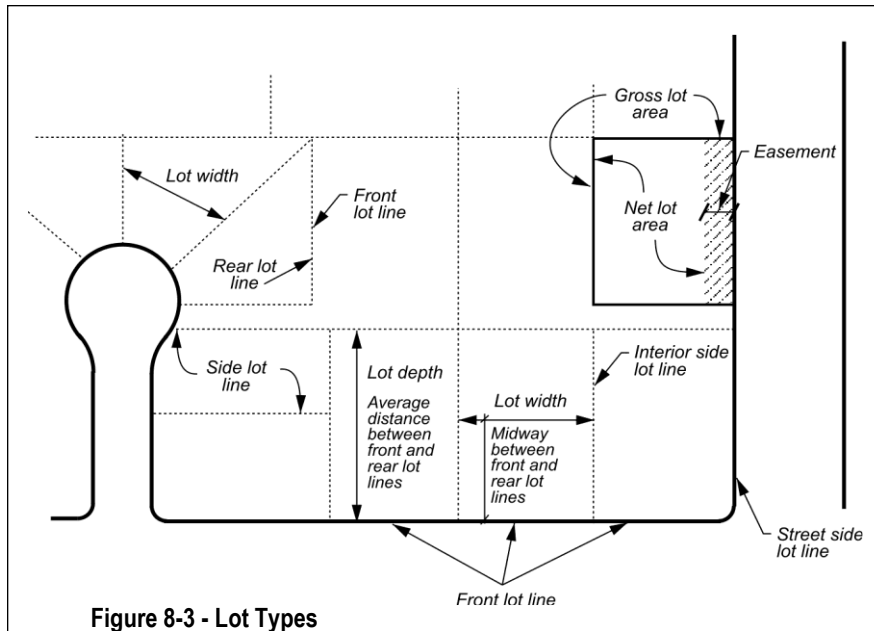 Gross lot
area
Easement
Lot width
Front
lot line
Net lot
area
Rear lot
line
Side lot
line
Lot depth
Average
distance
between
front and
rear lot
lines
Lot width
Midway
between
front and
rear lot
lines
Interior side
lot line
Street side
lot line
Front lot line
Figure 8-3 - Lot Types